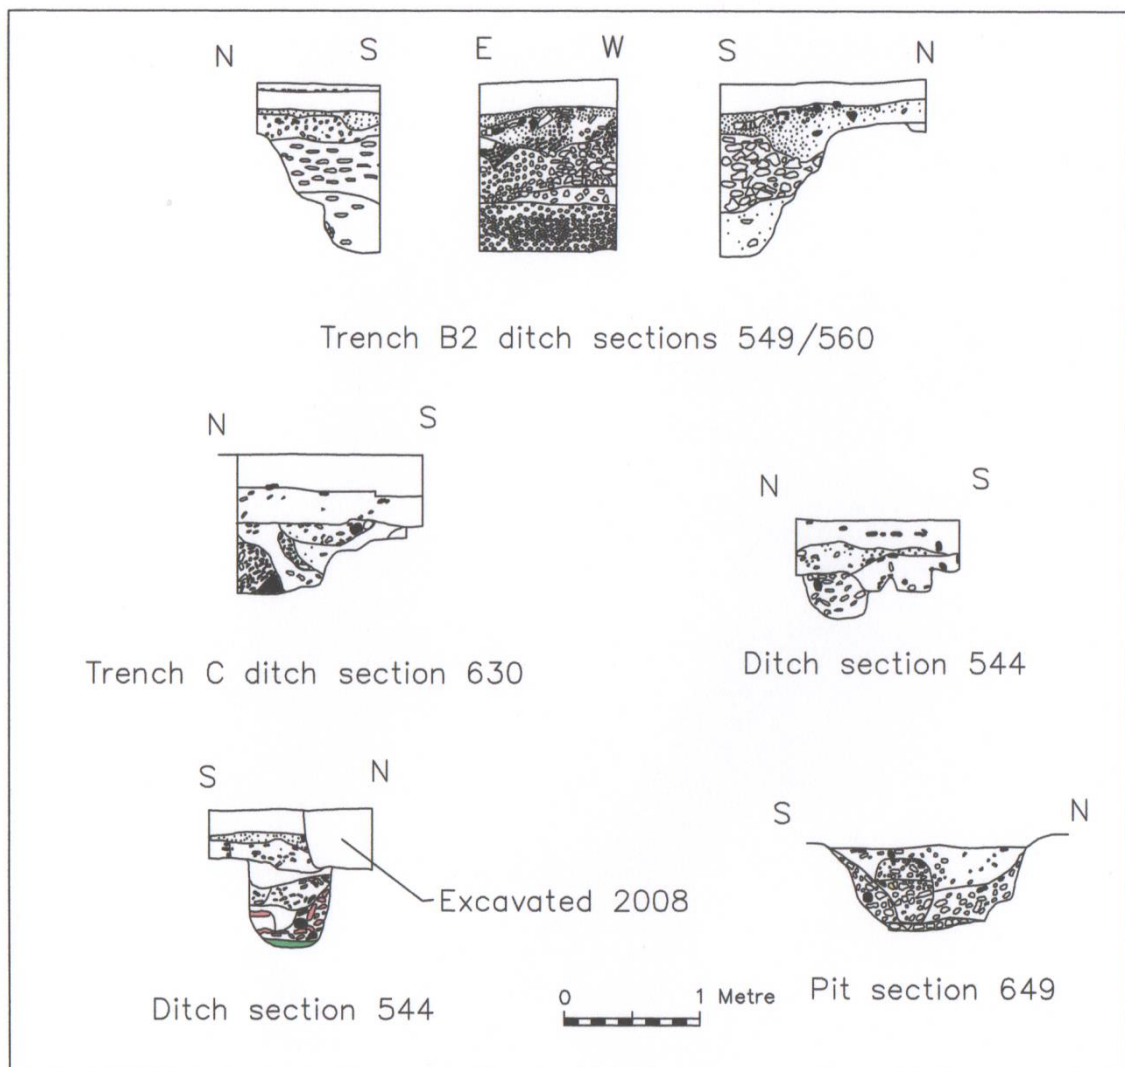 N S E W S N
Trench B2 ditch sections 549/560
N S
N S
Trench C ditch section 630
Ditch section 544
S N
S N
Excavated 2008
Ditch section 544
0 1 Metre
Pit section 649